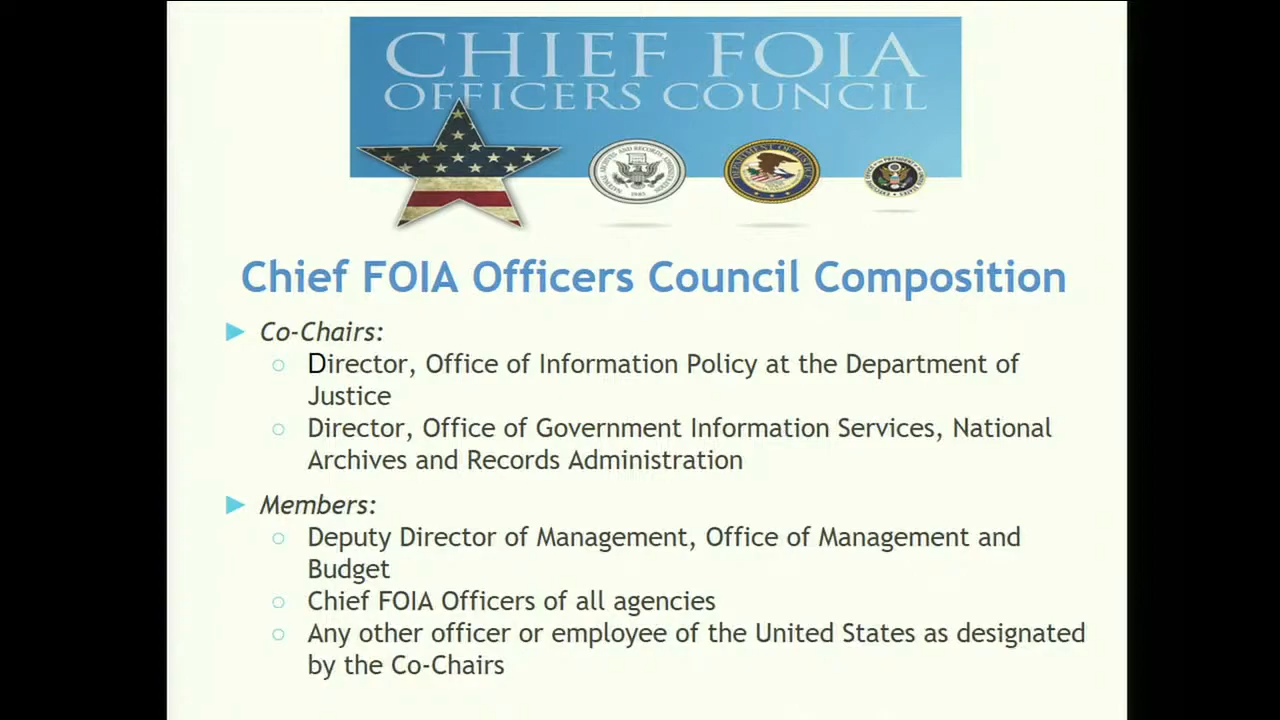 CHIEF FOIA
OFFICERS COUNCIL
Chief FOIA Officers Council Composition
Co-Chairs:
Director, Office of Information Policy at the Department of
Justice
Director, Office of Government Information Services, National
Archives and Records Administration
Members:
Deputy Director of Management, Office of Management and
Budget
Chief FOIA Officers of all agencies
Any other officer or employee of the United States as designated
by the Co-Chairs